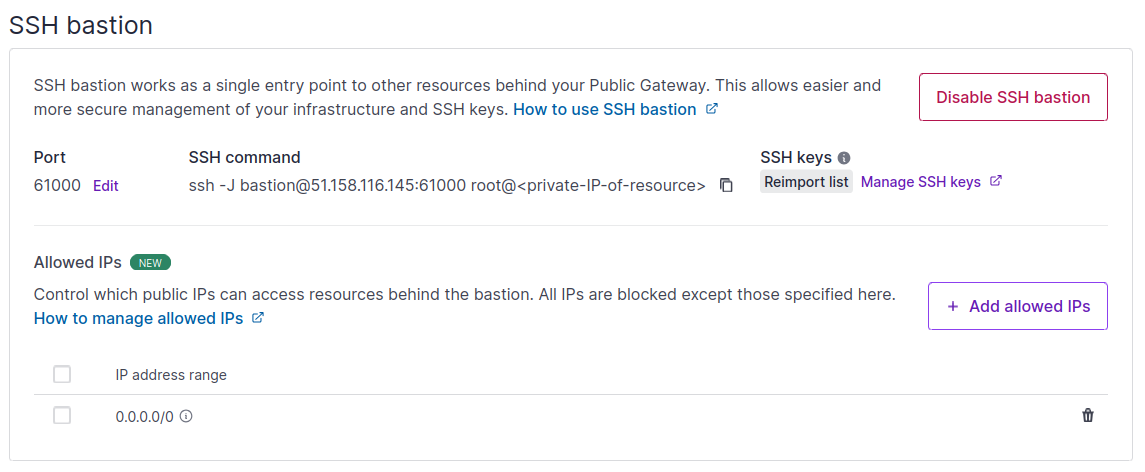 SSH bastion
SSH bastion works as a single entry point to other resources behind your Public Gateway. This allows easier and
more secure management of your infrastructure and SSH keys. How to use SSH bastion
Disable SSH bastion
Port
61000 Edit
SSH command
ssh -J bastion@51.158.116.145:61000 root@<private-IP-of-resource>
SSH keys
Reimport list Manage SSH keys
Allowed IPs NEW
Control which public IPs can access resources behind the bastion. All IPs are blocked except those specified here.
How to manage allowed IPs
+ Add allowed IPs
IP address range
0.0.0.0/0